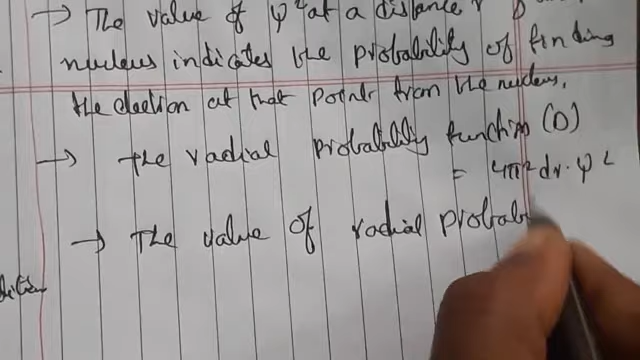 → The value of ψ² at a distance r
nucleus indicates the probability of finding
the electron at that point from the nucleus.
→ The radial probability function (D)
= 4πr²dr·ψ²
→ The value of radial probab